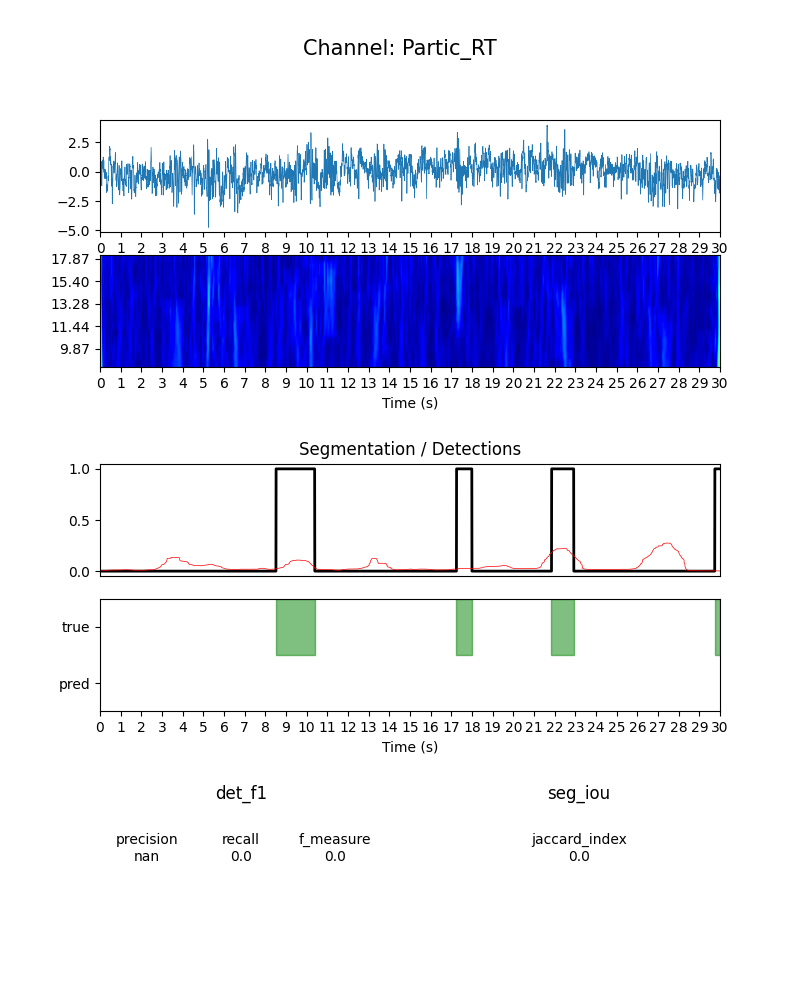 Channel: Partic_RT
2.5
0.0
−2.5
−5.0
0 1 2 3 4 5 6 7 8 9 10 11 12 13 14 15 16 17 18 19 20 21 22 23 24 25 26 27 28 29 30
17.87
15.40
13.28
11.44
9.87
0 1 2 3 4 5 6 7 8 9 10 11 12 13 14 15 16 17 18 19 20 21 22 23 24 25 26 27 28 29 30
Time (s)
Segmentation / Detections
1.0
0.5
0.0
true
pred
0 1 2 3 4 5 6 7 8 9 10 11 12 13 14 15 16 17 18 19 20 21 22 23 24 25 26 27 28 29 30
Time (s)
det_f1 seg_iou
precision recall f_measure jaccard_index
nan 0.0 0.0 0.0